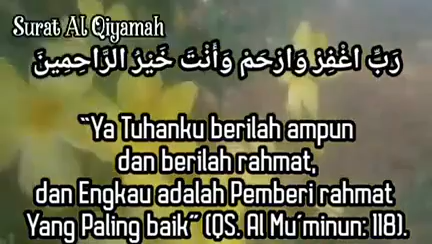 Surat Al Qiyamah
رَبِّ اغْفِرْ وَارْحَمْ وَأَنْتَ خَيْرُ الرَّاحِمِينَ
“Ya Tuhanku berilah ampun
dan berilah rahmat,
dan Engkau adalah Pemberi rahmat
Yang Paling baik” (QS. Al Mu'minun: 118).